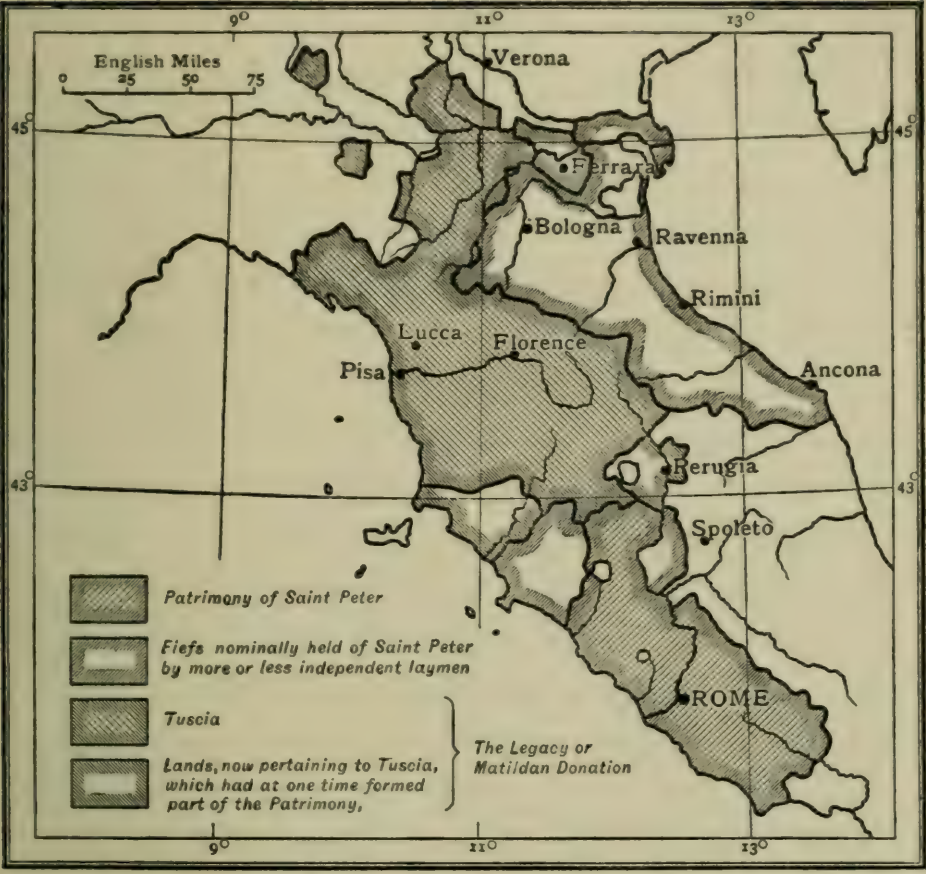 9° 11° 13°
English Miles
0 25 50 75
Verona
45° 45°
Ferrara
Bologna
Ravenna
Rimini
Lucca
Florence
Pisa
Ancona
43° 43°
Perugia
Spoleto
Patrimony of Saint Peter
Fiefs nominally held of Saint Peter
by more or less independent laymen
ROME
Tuscia
The Legacy or
Matildan Donation
Lands, now pertaining to Tuscia,
which had at one time formed
part of the Patrimony,
9° 11° 13°